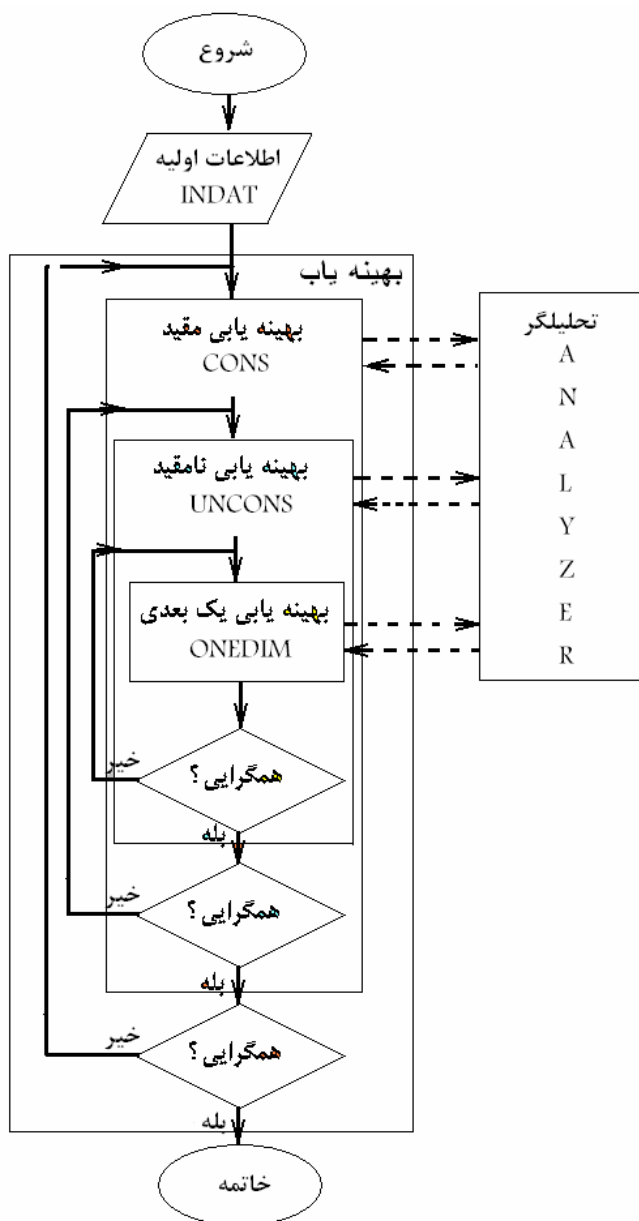 شروع
اطلاعات اولیه
INDAT
بهینه یاب
بهینه یابی مقید
CONS
تحلیلگر
A
N
A
L
Y
Z
E
R
بهینه یابی نامقید
UNCONS
بهینه یابی یک بعدی
ONEDIM
همگرایی؟
خیر
بله
همگرایی؟
خیر
بله
همگرایی؟
خیر
بله
خاتمه